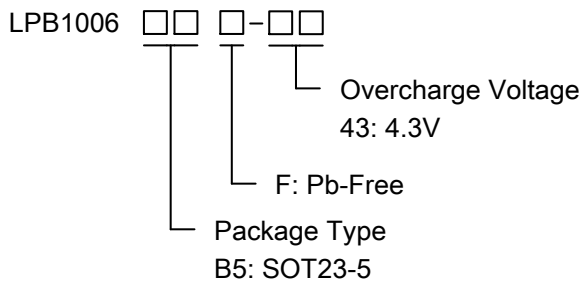 LPB1006 □□ □-□□
Overcharge Voltage
43: 4.3V
F: Pb-Free
Package Type
B5: SOT23-5